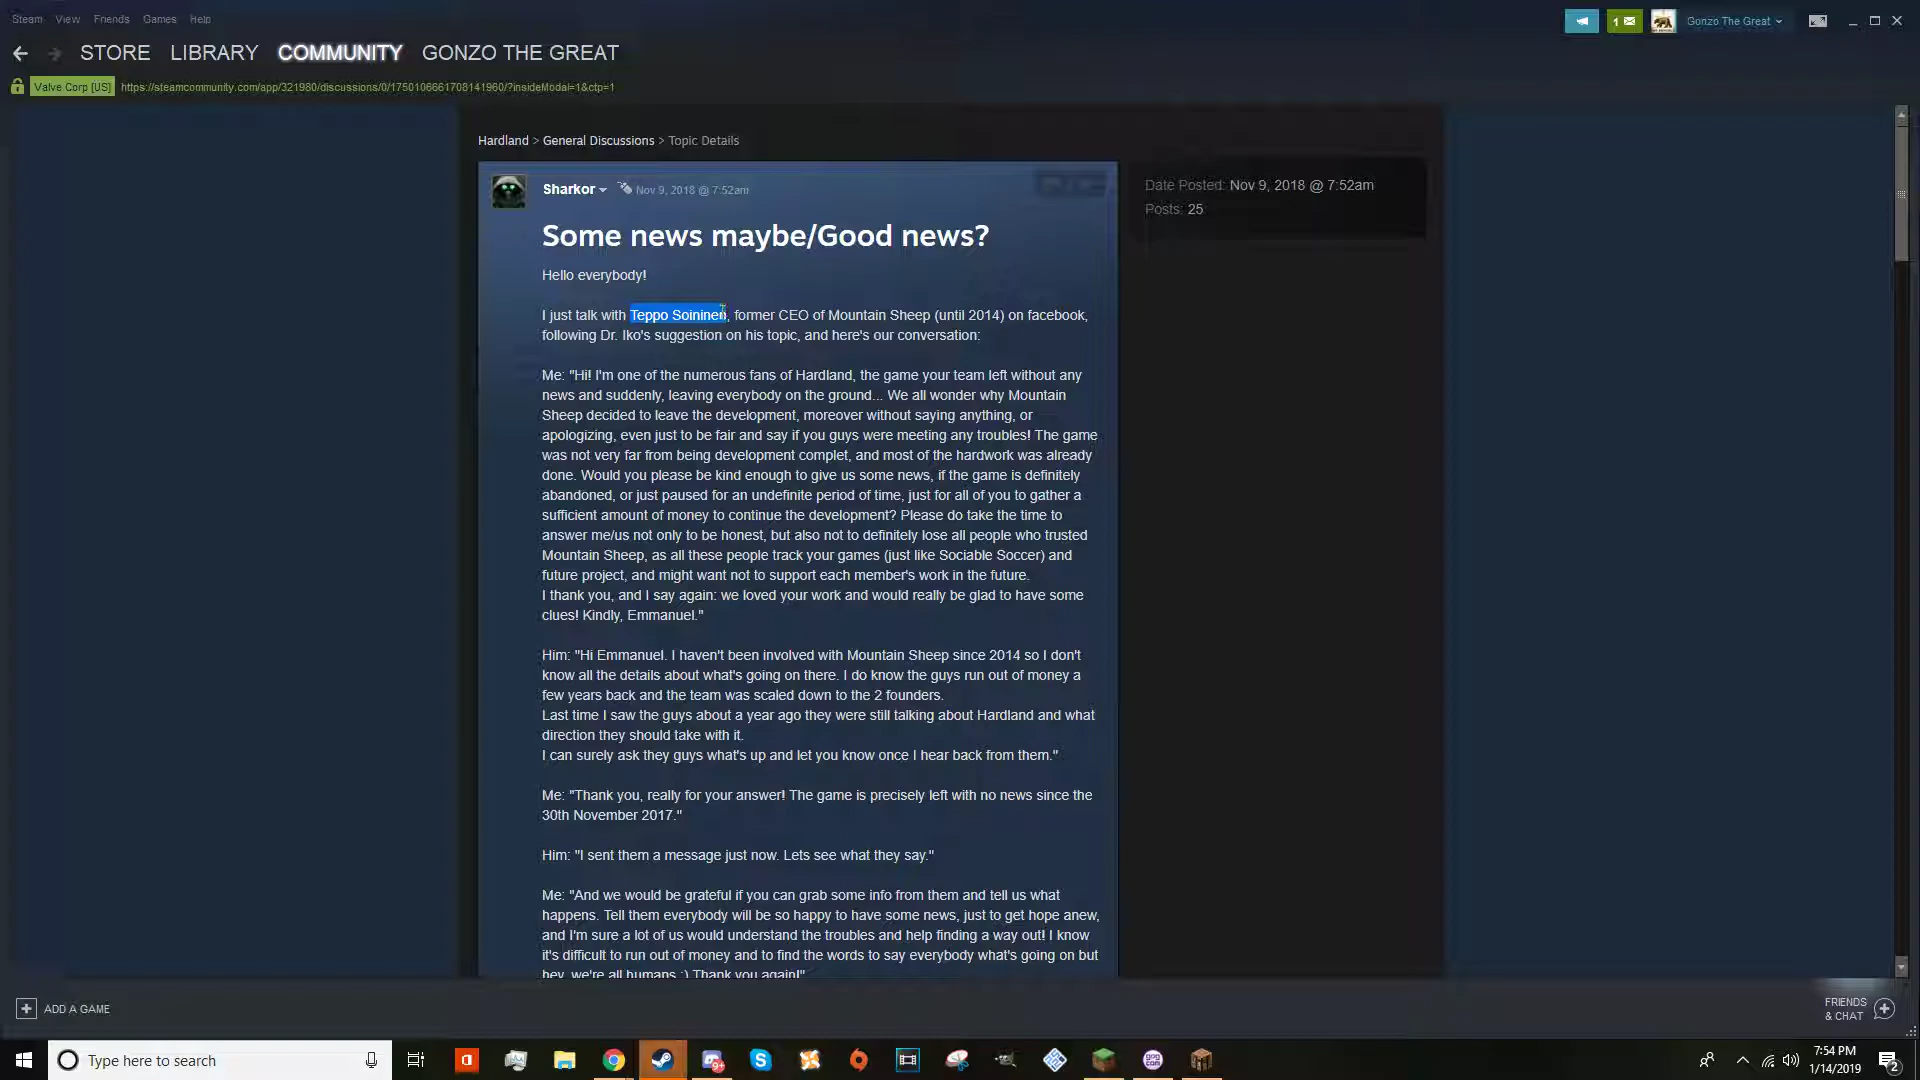 Steam View Friends Games Help
1
Gonzo The Great
STORE LIBRARY COMMUNITY GONZO THE GREAT
Valve Corp [US] https://steamcommunity.com/app/321980/discussions/0/1750106661708141960/?insideModal=1&ctp=1
Hardland > General Discussions > Topic Details
Sharkor Nov 9, 2018 @ 7:52am
Date Posted: Nov 9, 2018 @ 7:52am
Posts: 25
Some news maybe/Good news?
Hello everybody!
I just talk with Teppo Soininen, former CEO of Mountain Sheep (until 2014) on facebook,
following Dr. Iko's suggestion on his topic, and here's our conversation:
Me: "Hi! I'm one of the numerous fans of Hardland, the game your team left without any
news and suddenly, leaving everybody on the ground... We all wonder why Mountain
Sheep decided to leave the development, moreover without saying anything, or
apologizing, even just to be fair and say if you guys were meeting any troubles! The game
was not very far from being development complet, and most of the hardwork was already
done. Would you please be kind enough to give us some news, if the game is definitely
abandoned, or just paused for an undefinite period of time, just for all of you to gather a
sufficient amount of money to continue the development? Please do take the time to
answer me/us not only to be honest, but also not to definitely lose all people who trusted
Mountain Sheep, as all these people track your games (just like Sociable Soccer) and
future project, and might want not to support each member's work in the future.
I thank you, and I say again: we loved your work and would really be glad to have some
clues! Kindly, Emmanuel."
Him: "Hi Emmanuel. I haven't been involved with Mountain Sheep since 2014 so I don't
know all the details about what's going on there. I do know the guys run out of money a
few years back and the team was scaled down to the 2 founders.
Last time I saw the guys about a year ago they were still talking about Hardland and what
direction they should take with it.
I can surely ask they guys what's up and let you know once I hear back from them."
Me: "Thank you, really for your answer! The game is precisely left with no news since the
30th November 2017."
Him: "I sent them a message just now. Lets see what they say."
Me: "And we would be grateful if you can grab some info from them and tell us what
happens. Tell them everybody will be so happy to have some news, just to get hope anew,
and I'm sure a lot of us would understand the troubles and help finding a way out! I know
it's difficult to run out of money and to find the words to say everybody what's going on but
hey, we're all humans :) Thank you again!"
ADD A GAME
FRIENDS
& CHAT
Type here to search
9+
gog
com
7:54 PM
1/14/2019
2